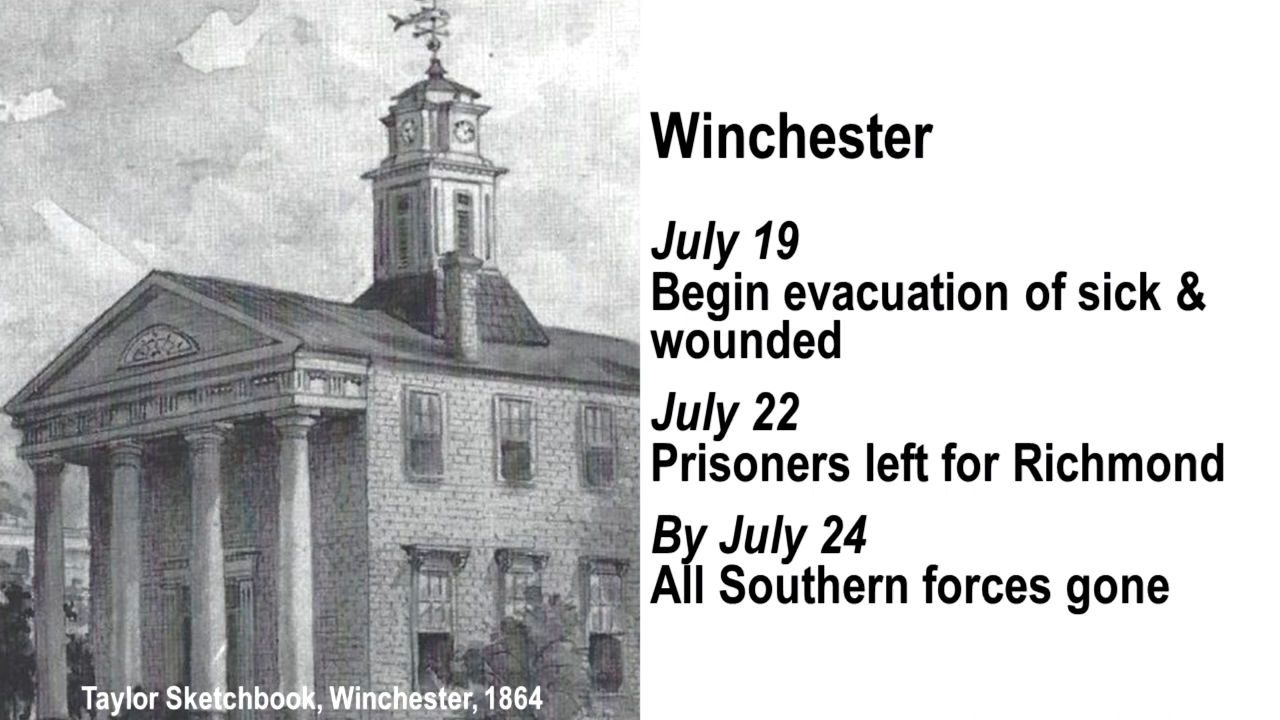 Winchester
July 19
Begin evacuation of sick &
wounded
July 22
Prisoners left for Richmond
By July 24
All Southern forces gone
Taylor Sketchbook, Winchester, 1864